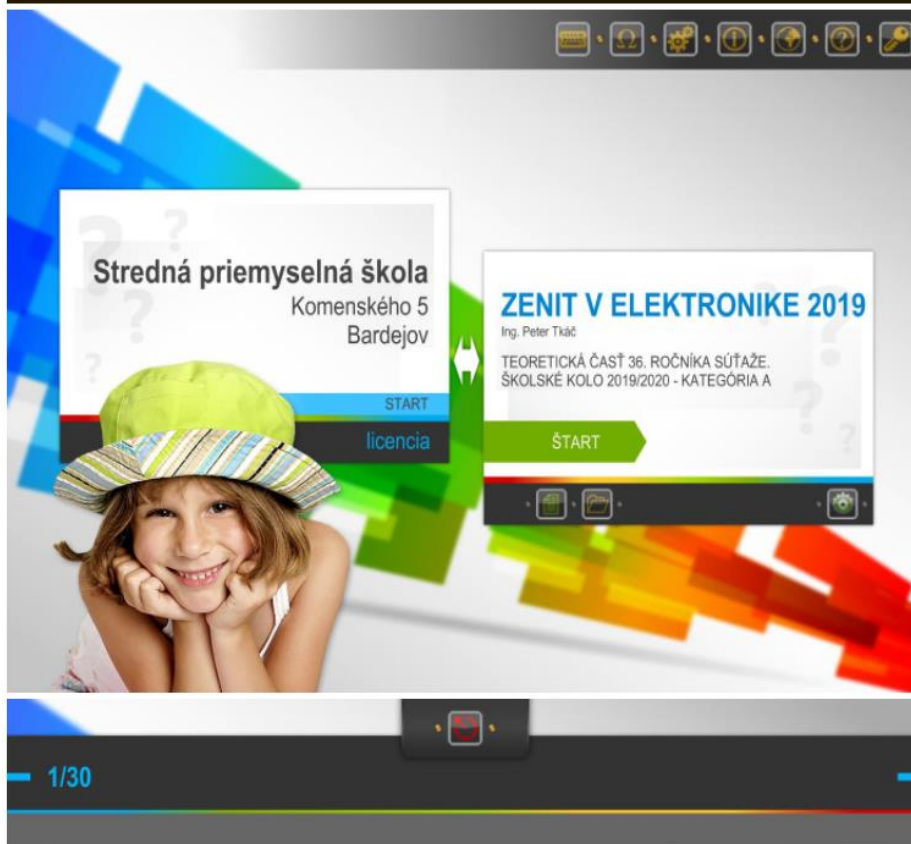 Stredná priemyselná škola
Komenského 5
Bardejov
START
licencia
ZENIT V ELEKTRONIKE 2019
Ing. Peter Tkáč
TEORETICKÁ ČASŤ 36. ROČNÍKA SÚŤAŽE.
ŠKOLSKÉ KOLO 2019/2020 - KATEGÓRIA A
ŠTART
1/30